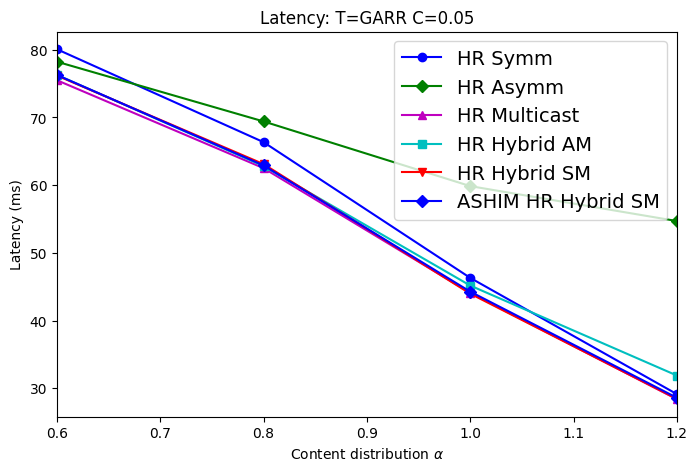 Latency: T=GARR C=0.05
80
70
60
50
40
30
Latency (ms)
HR Symm
HR Asymm
HR Multicast
HR Hybrid AM
HR Hybrid SM
ASHIM HR Hybrid SM
0.6 0.7 0.8 0.9 1.0 1.1 1.2
Content distribution α